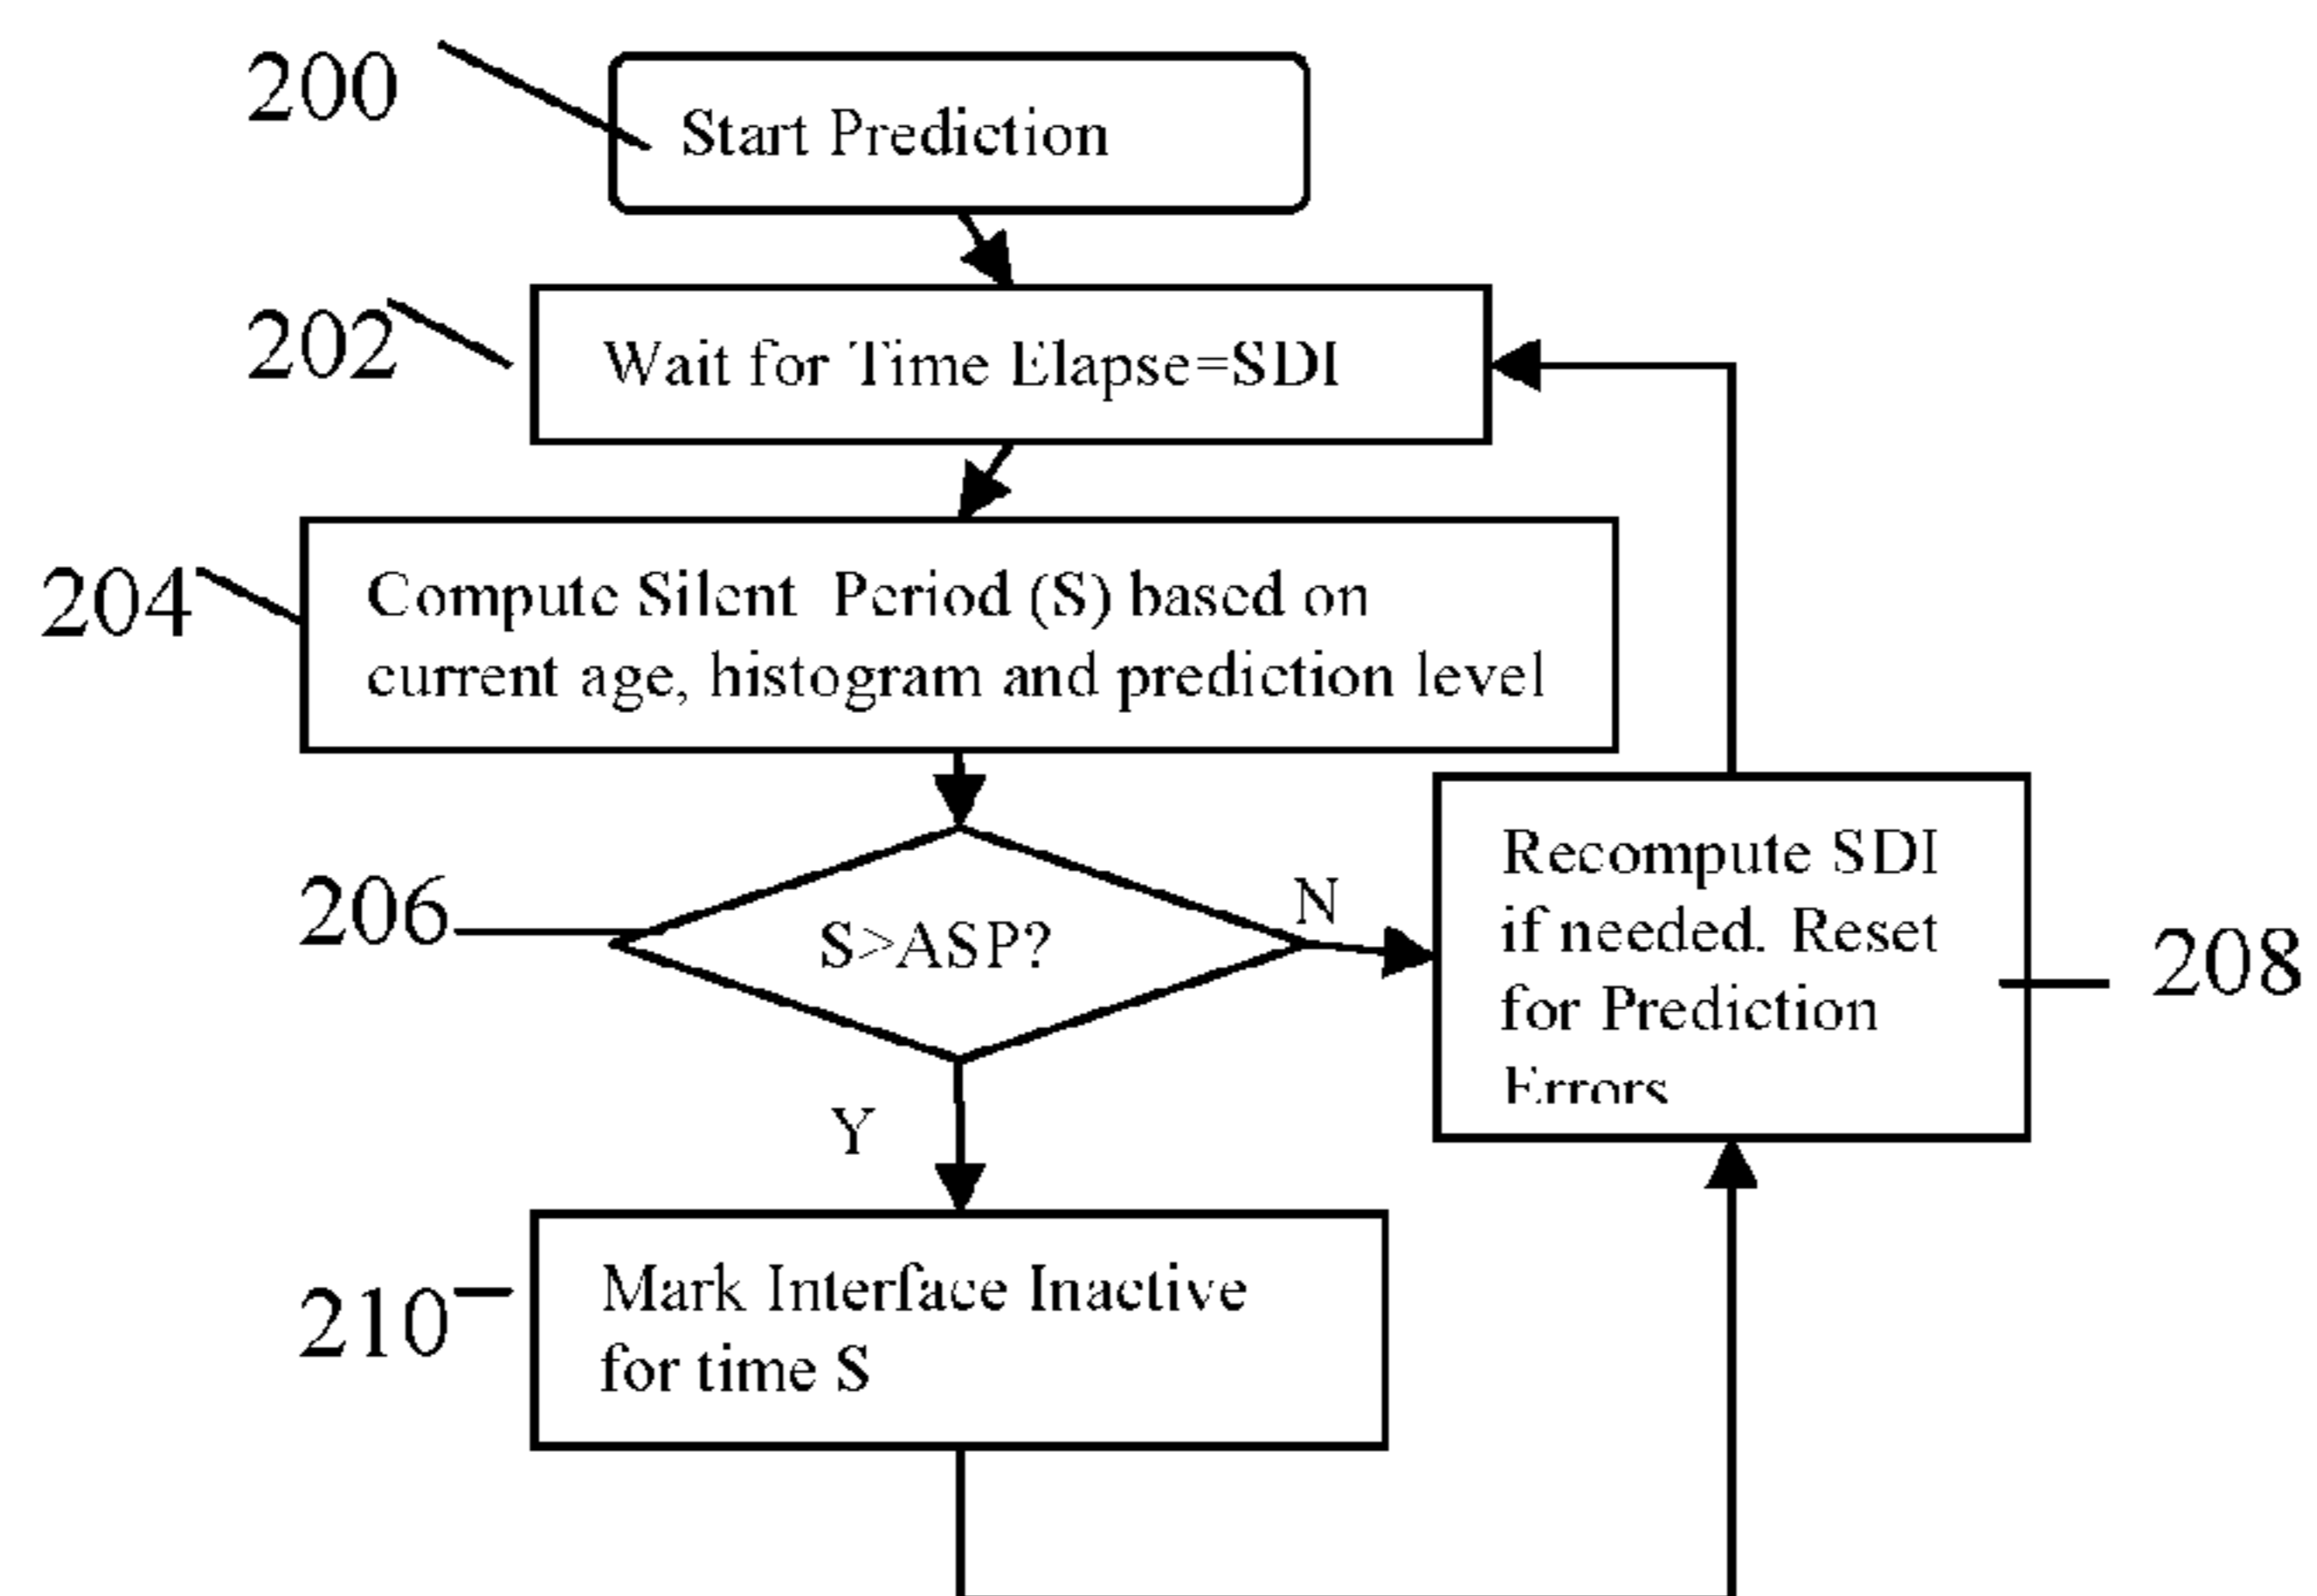 200
Start Prediction
202
Wait for Time Elapse=SDI
204
Compute Silent Period (S) based on
current age, histogram and prediction level
206
S>ASP?
N
Recompute SDI
if needed. Reset
for Prediction
Errors
208
Y
210
Mark Interface Inactive
for time S